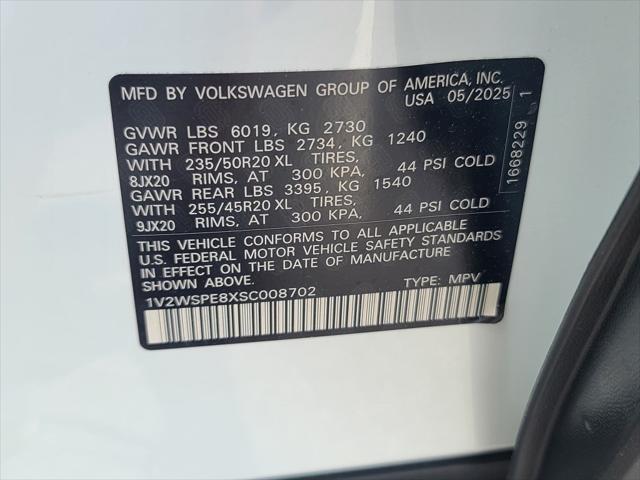 MFD BY VOLKSWAGEN GROUP OF AMERICA, INC.
USA 05/2025
GVWR LBS 6019, KG 2730
GAWR FRONT LBS 2734, KG 1240
WITH 235/50R20 XL TIRES,
8JX20 RIMS, AT 300 KPA, 44 PSI COLD
GAWR REAR LBS 3395, KG 1540
WITH 255/45R20 XL TIRES,
9JX20 RIMS, AT 300 KPA, 44 PSI COLD
THIS VEHICLE CONFORMS TO ALL APPLICABLE
U.S. FEDERAL MOTOR VEHICLE SAFETY STANDARDS
IN EFFECT ON THE DATE OF MANUFACTURE
SHOWN ABOVE.
1V2WSPE8XSC008702 TYPE: MPV
1668229 1